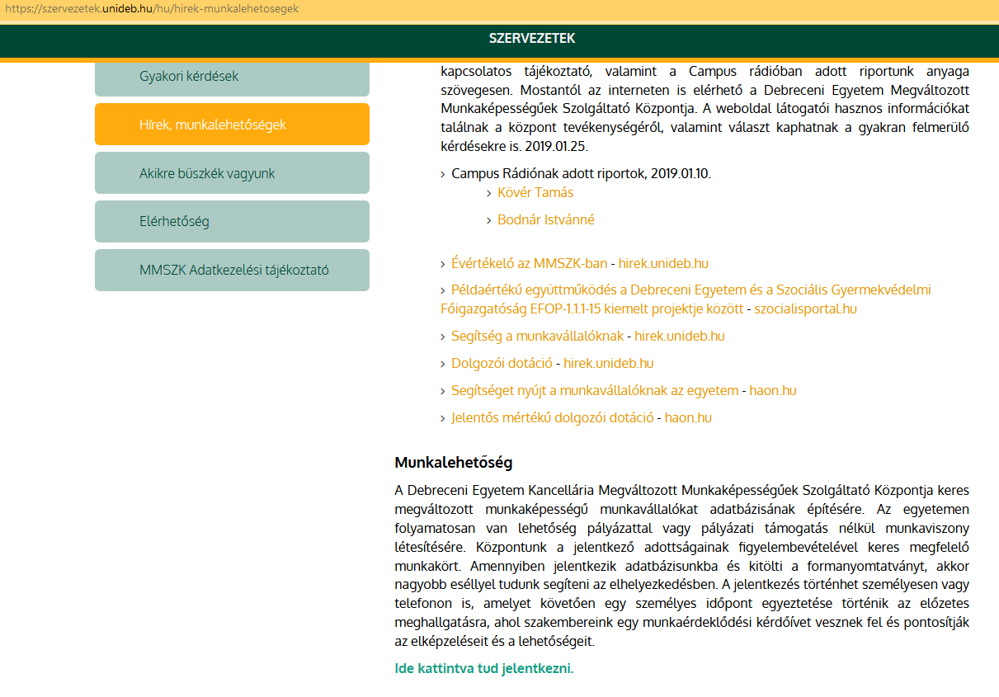 https://szervezetek.unideb.hu/hu/hirek-munkalehetosegek
SZERVEZETEK
Gyakori kérdések
Hírek, munkalehetőségek
Akikre büszkék vagyunk
Elérhetőség
MMSZK Adatkezelési tájékoztató
kapcsolatos tájékoztató, valamint a Campus rádióban adott riportunk anyaga
szövegesen. Mostantól az interneten is elérhető a Debreceni Egyetem Megváltozott
Munkaképességűek Szolgáltató Központja. A weboldal látogatói hasznos információkat
találnak a központ tevékenységéről, valamint választ kaphatnak a gyakran felmerülő
kérdésekre is. 2019.01.25.
› Campus Rádiónak adott riportok, 2019.01.10.
› Kövér Tamás
› Bodnár Istvánné
› Évértékelő az MMSZK-ban - hirek.unideb.hu
› Példaértékű együttműködés a Debreceni Egyetem és a Szociális Gyermekvédelmi
Főigazgatóság EFOP-1.1.1-15 kiemelt projektje között - szocialisportal.hu
› Segítség a munkavállalóknak - hirek.unideb.hu
› Dolgozói dotáció - hirek.unideb.hu
› Segítséget nyújt a munkavállalóknak az egyetem - haon.hu
› Jelentős mértékű dolgozói dotáció - haon.hu
Munkalehetőség
A Debreceni Egyetem Kancellária Megváltozott Munkaképességűek Szolgáltató Központja keres
megváltozott munkaképességű munkavállalókat adatbázisának építésére. Az egyetemen
folyamatosan van lehetőség pályázattal vagy pályázati támogatás nélkül munkaviszony
létesítésére. Központunk a jelentkező adottságainak figyelembevételével keres megfelelő
munkakört. Amennyiben jelentkezik adatbázisunkba és kitölti a formanyomtatványt, akkor
nagyobb eséllyel tudunk segíteni az elhelyezkedésben. A jelentkezés történhet személyesen vagy
telefonon is, amelyet követően egy személyes időpont egyeztetése történik az előzetes
meghallgatásra, ahol szakembereink egy munkaérdeklődési kérdőívet vesznek fel és pontosítják
az elképzeléseit és a lehetőségeit.
Ide kattintva tud jelentkezni.